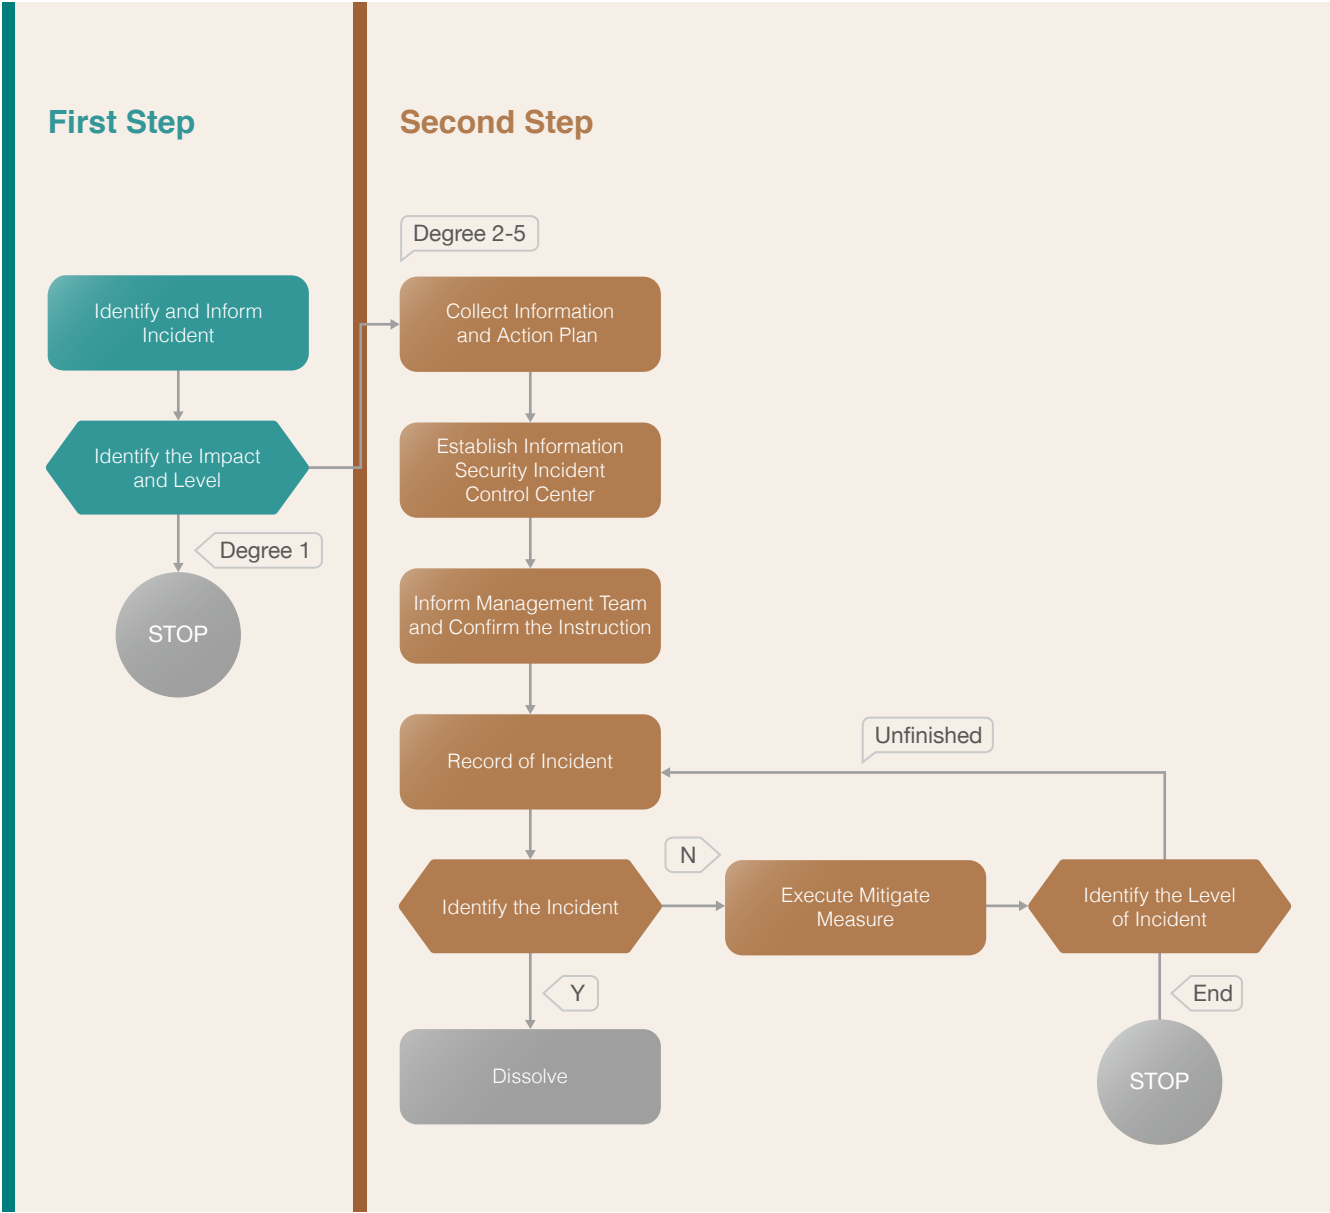 First Step
Second Step
Degree 2-5
Identify and Inform
Incident
Collect Information
and Action Plan
Identify the Impact
and Level
Establish Information
Security Incident
Control Center
Degree 1
STOP
Inform Management Team
and Confirm the Instruction
Unfinished
Record of Incident
N
Identify the Incident
Execute Mitigate
Measure
Identify the Level
of Incident
Y
End
Dissolve
STOP